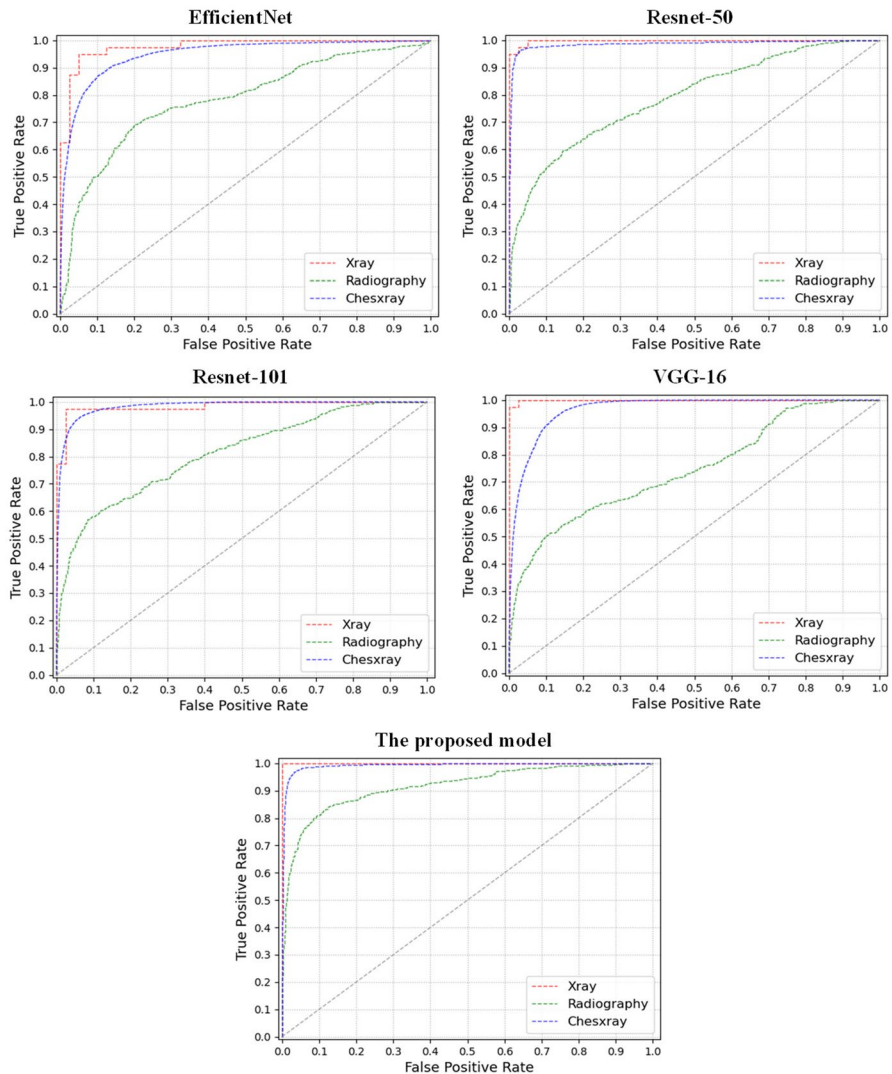 EfficientNet
1.0
0.9
0.8
0.7
0.6
0.5
0.4
0.3
0.2
0.1
0.0
True Positive Rate
Xray
Radiography
Chesxray
0.0 0.1 0.2 0.3 0.4 0.5 0.6 0.7 0.8 0.9 1.0
False Positive Rate
Resnet-50
1.0
0.9
0.8
0.7
0.6
0.5
0.4
0.3
0.2
0.1
0.0
True Positive Rate
Xray
Radiography
Chesxray
0.0 0.1 0.2 0.3 0.4 0.5 0.6 0.7 0.8 0.9 1.0
False Positive Rate
Resnet-101
1.0
0.9
0.8
0.7
0.6
0.5
0.4
0.3
0.2
0.1
0.0
True Positive Rate
Xray
Radiography
Chesxray
0.0 0.1 0.2 0.3 0.4 0.5 0.6 0.7 0.8 0.9 1.0
False Positive Rate
VGG-16
1.0
0.9
0.8
0.7
0.6
0.5
0.4
0.3
0.2
0.1
0.0
True Positive Rate
Xray
Radiography
Chesxray
0.0 0.1 0.2 0.3 0.4 0.5 0.6 0.7 0.8 0.9 1.0
False Positive Rate
The proposed model
1.0
0.9
0.8
0.7
0.6
0.5
0.4
0.3
0.2
0.1
0.0
True Positive Rate
Xray
Radiography
Chesxray
0.0 0.1 0.2 0.3 0.4 0.5 0.6 0.7 0.8 0.9 1.0
False Positive Rate